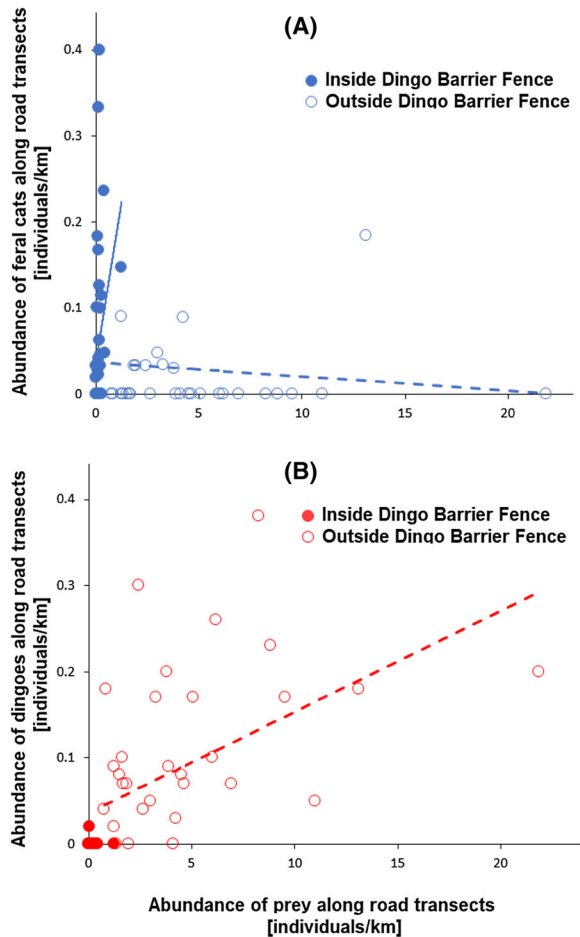 (A)
Abundance of feral cats along road transects
[individuals/km]
0.4
0.3
0.2
0.1
0
0 5 10 15 20
Inside Dingo Barrier Fence
Outside Dingo Barrier Fence
(B)
Abundance of dingoes along road transects
[individuals/km]
0.4
0.3
0.2
0.1
0
0 5 10 15 20
Inside Dingo Barrier Fence
Outside Dingo Barrier Fence
Abundance of prey along road transects
[individuals/km]